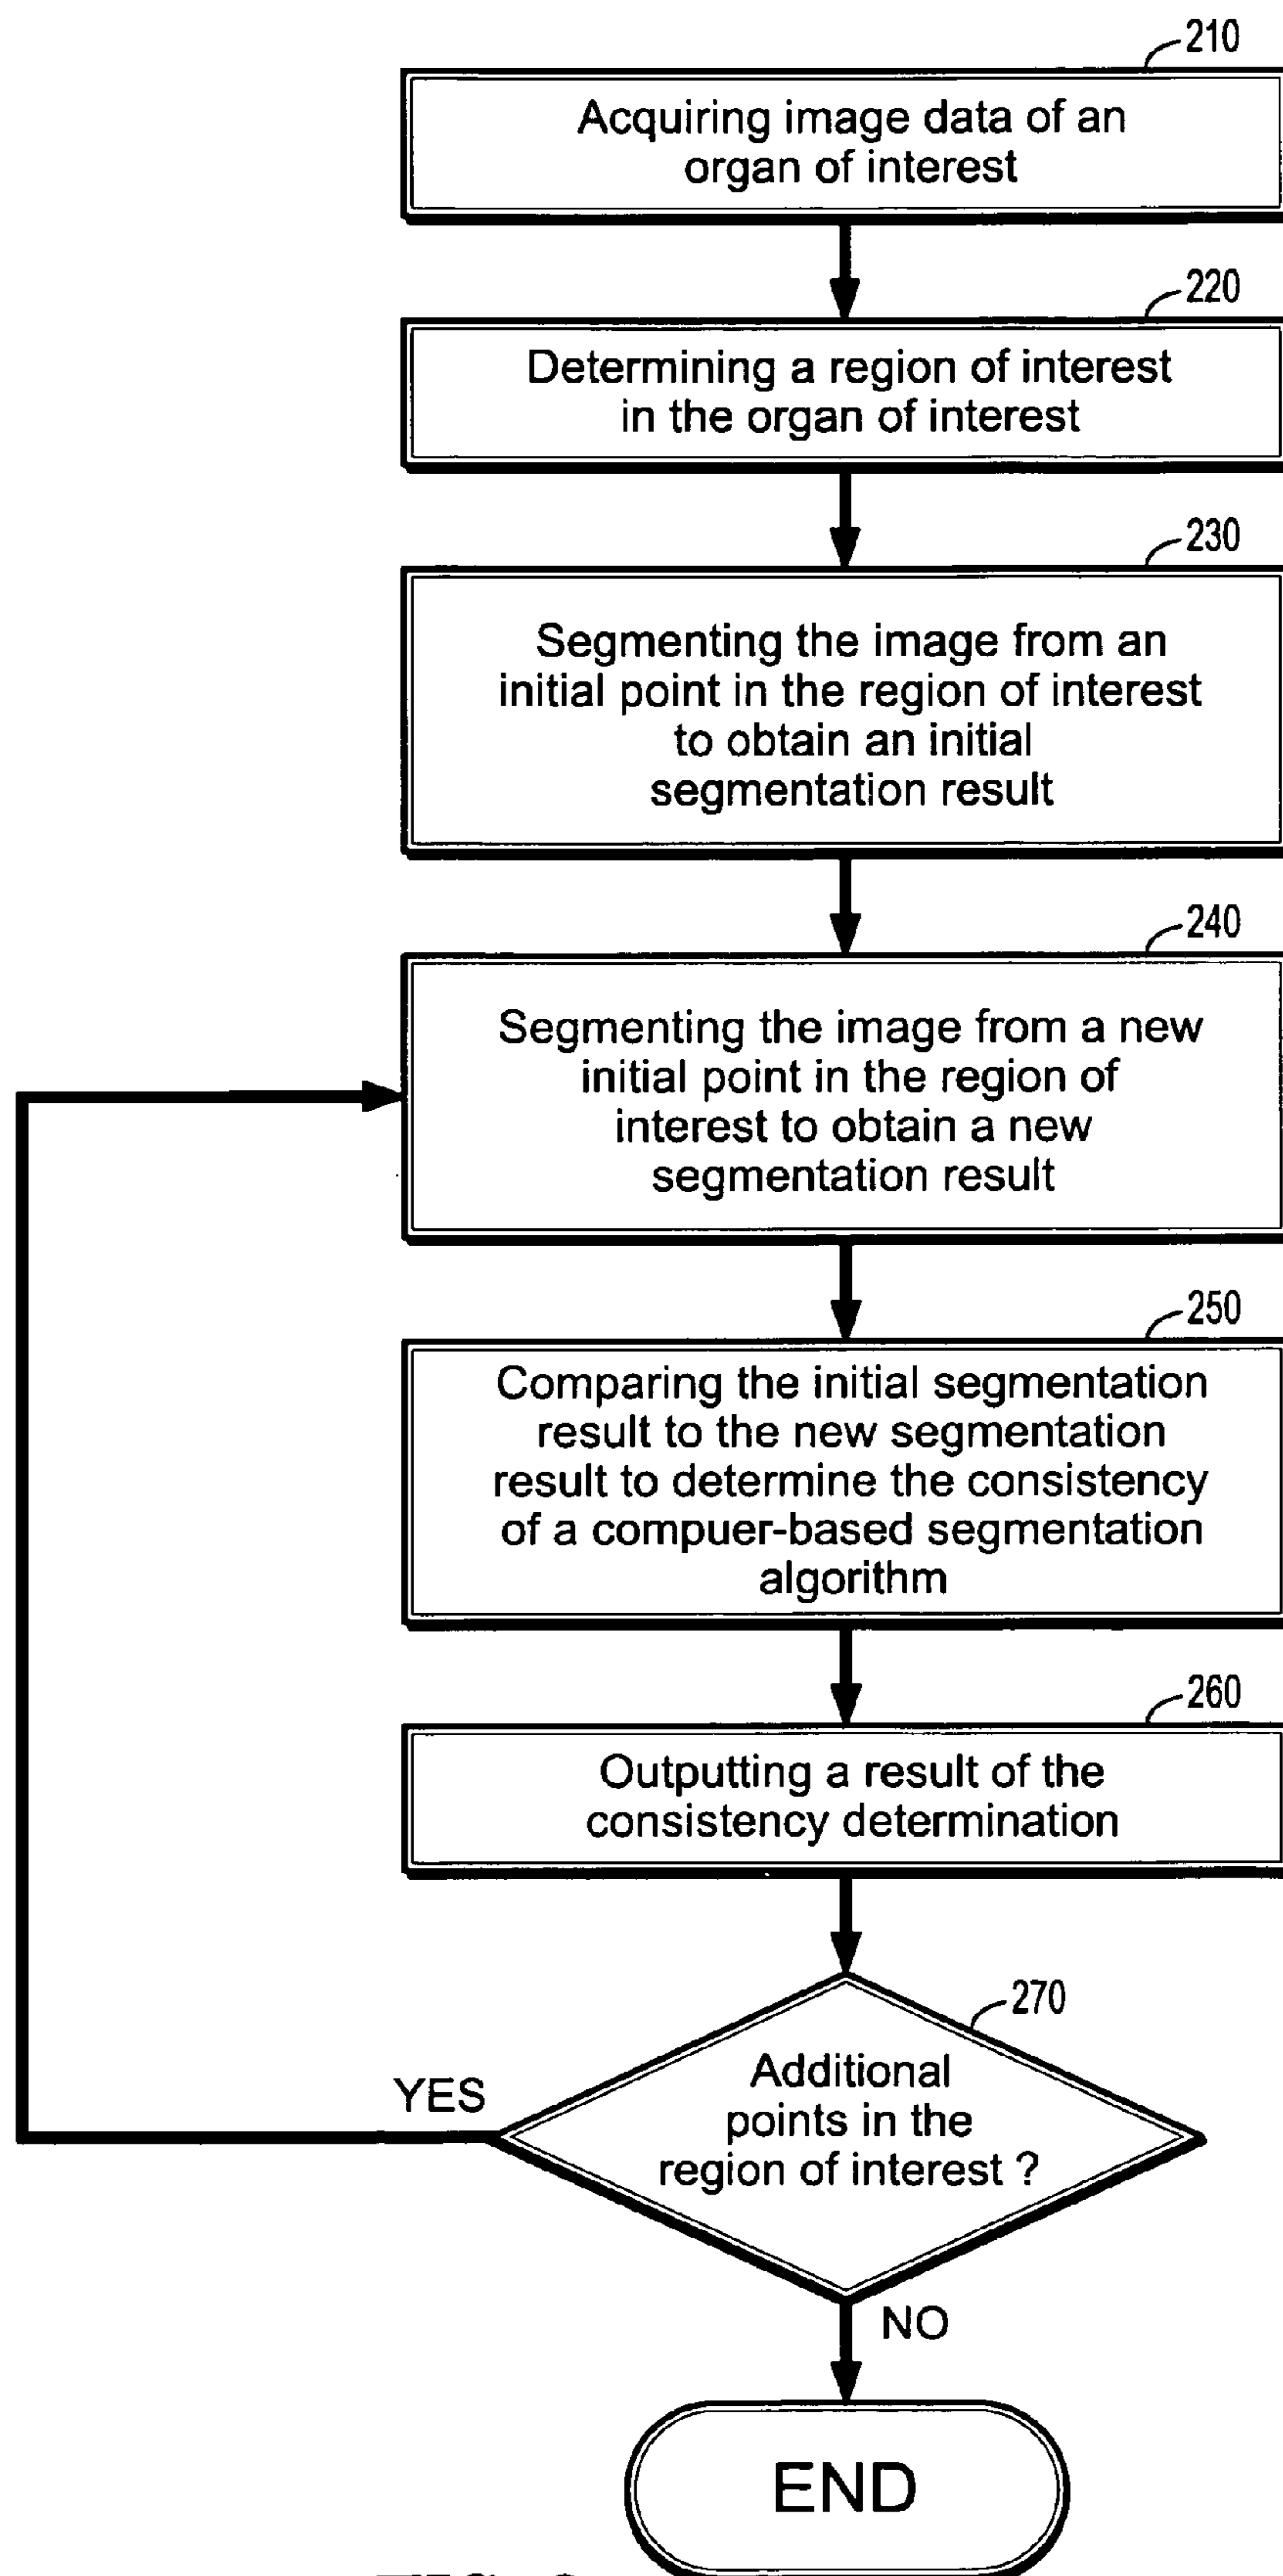 210
Acquiring image data of an
organ of interest
220
Determining a region of interest
in the organ of interest
230
Segmenting the image from an
initial point in the region of interest
to obtain an initial
segmentation result
240
Segmenting the image from a new
initial point in the region of
interest to obtain a new
segmentation result
250
Comparing the initial segmentation
result to the new segmentation
result to determine the consistency
of a compuer-based segmentation
algorithm
260
Outputting a result of the
consistency determination
270
Additional
points in the
region of interest ?
YES
NO
END